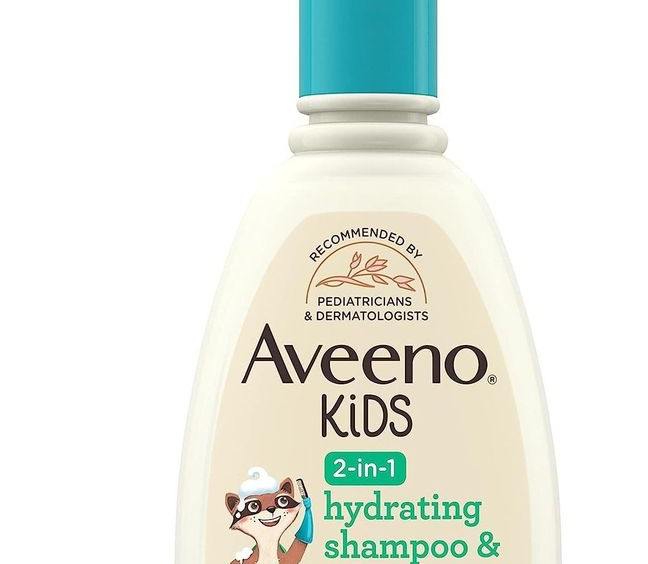 RECOMMENDED BY
PEDIATRICIANS
& DERMATOLOGISTS
Aveeno®
KiDS
2-in-1
hydrating
shampoo &